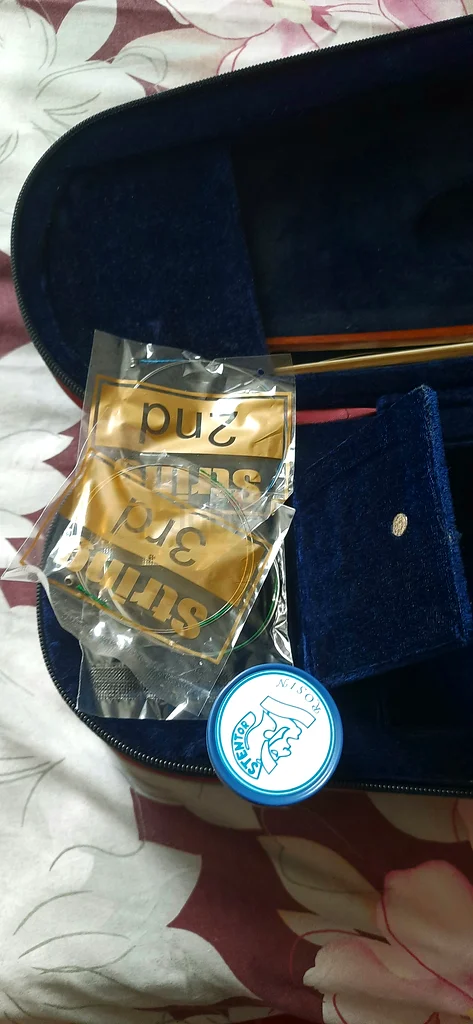 2nd
string
3rd
string
ROSIN
STENTOR